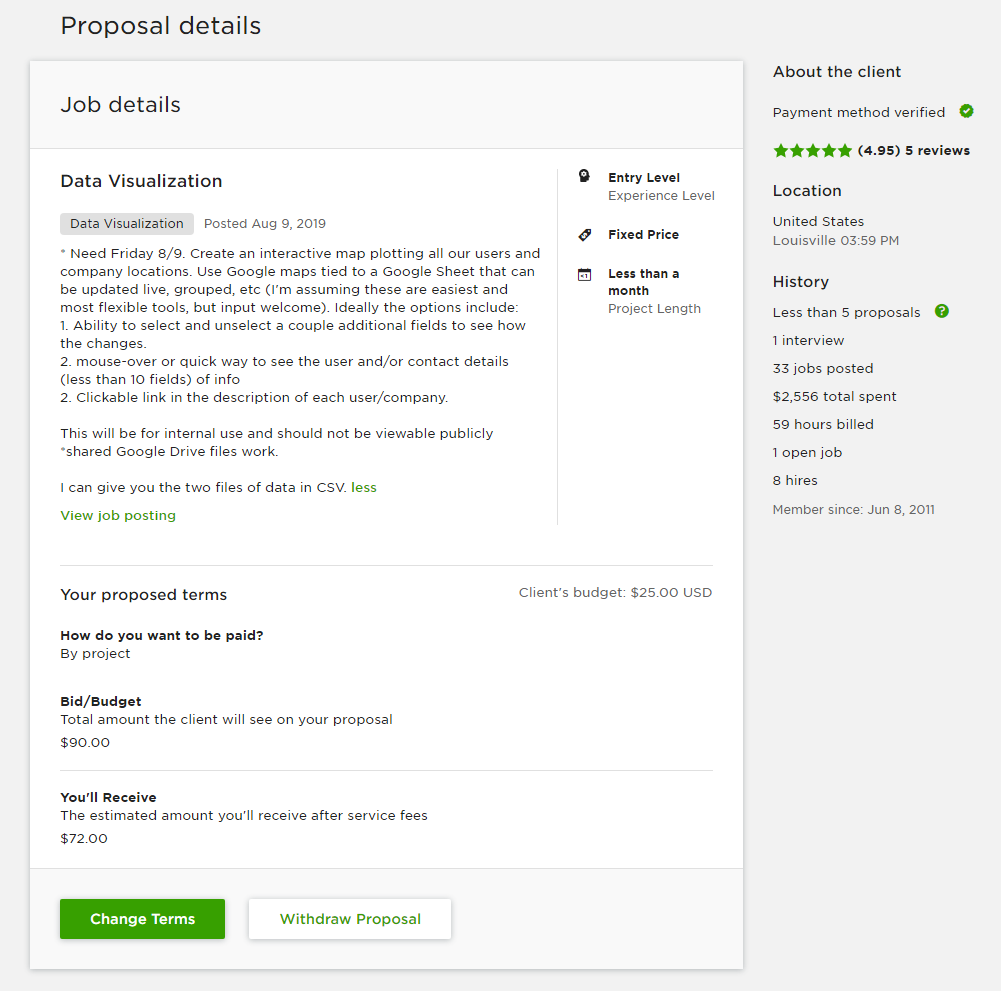 Proposal details
Job details
Data Visualization
Data Visualization Posted Aug 9, 2019
* Need Friday 8/9. Create an interactive map plotting all our users and
company locations. Use Google maps tied to a Google Sheet that can
be updated live, grouped, etc (I'm assuming these are easiest and
most flexible tools, but input welcome). Ideally the options include:
1. Ability to select and unselect a couple additional fields to see how
the changes.
2. mouse-over or quick way to see the user and/or contact details
(less than 10 fields) of info
2. Clickable link in the description of each user/company.
This will be for internal use and should not be viewable publicly
*shared Google Drive files work.
I can give you the two files of data in CSV. less
View job posting
Entry Level
Experience Level
Fixed Price
<1
Less than a
month
Project Length
Your proposed terms
Client's budget: $25.00 USD
How do you want to be paid?
By project
Bid/Budget
Total amount the client will see on your proposal
$90.00
You'll Receive
The estimated amount you'll receive after service fees
$72.00
Change Terms
Withdraw Proposal
About the client
Payment method verified
(4.95) 5 reviews
Location
United States
Louisville 03:59 PM
History
Less than 5 proposals ?
1 interview
33 jobs posted
$2,556 total spent
59 hours billed
1 open job
8 hires
Member since: Jun 8, 2011